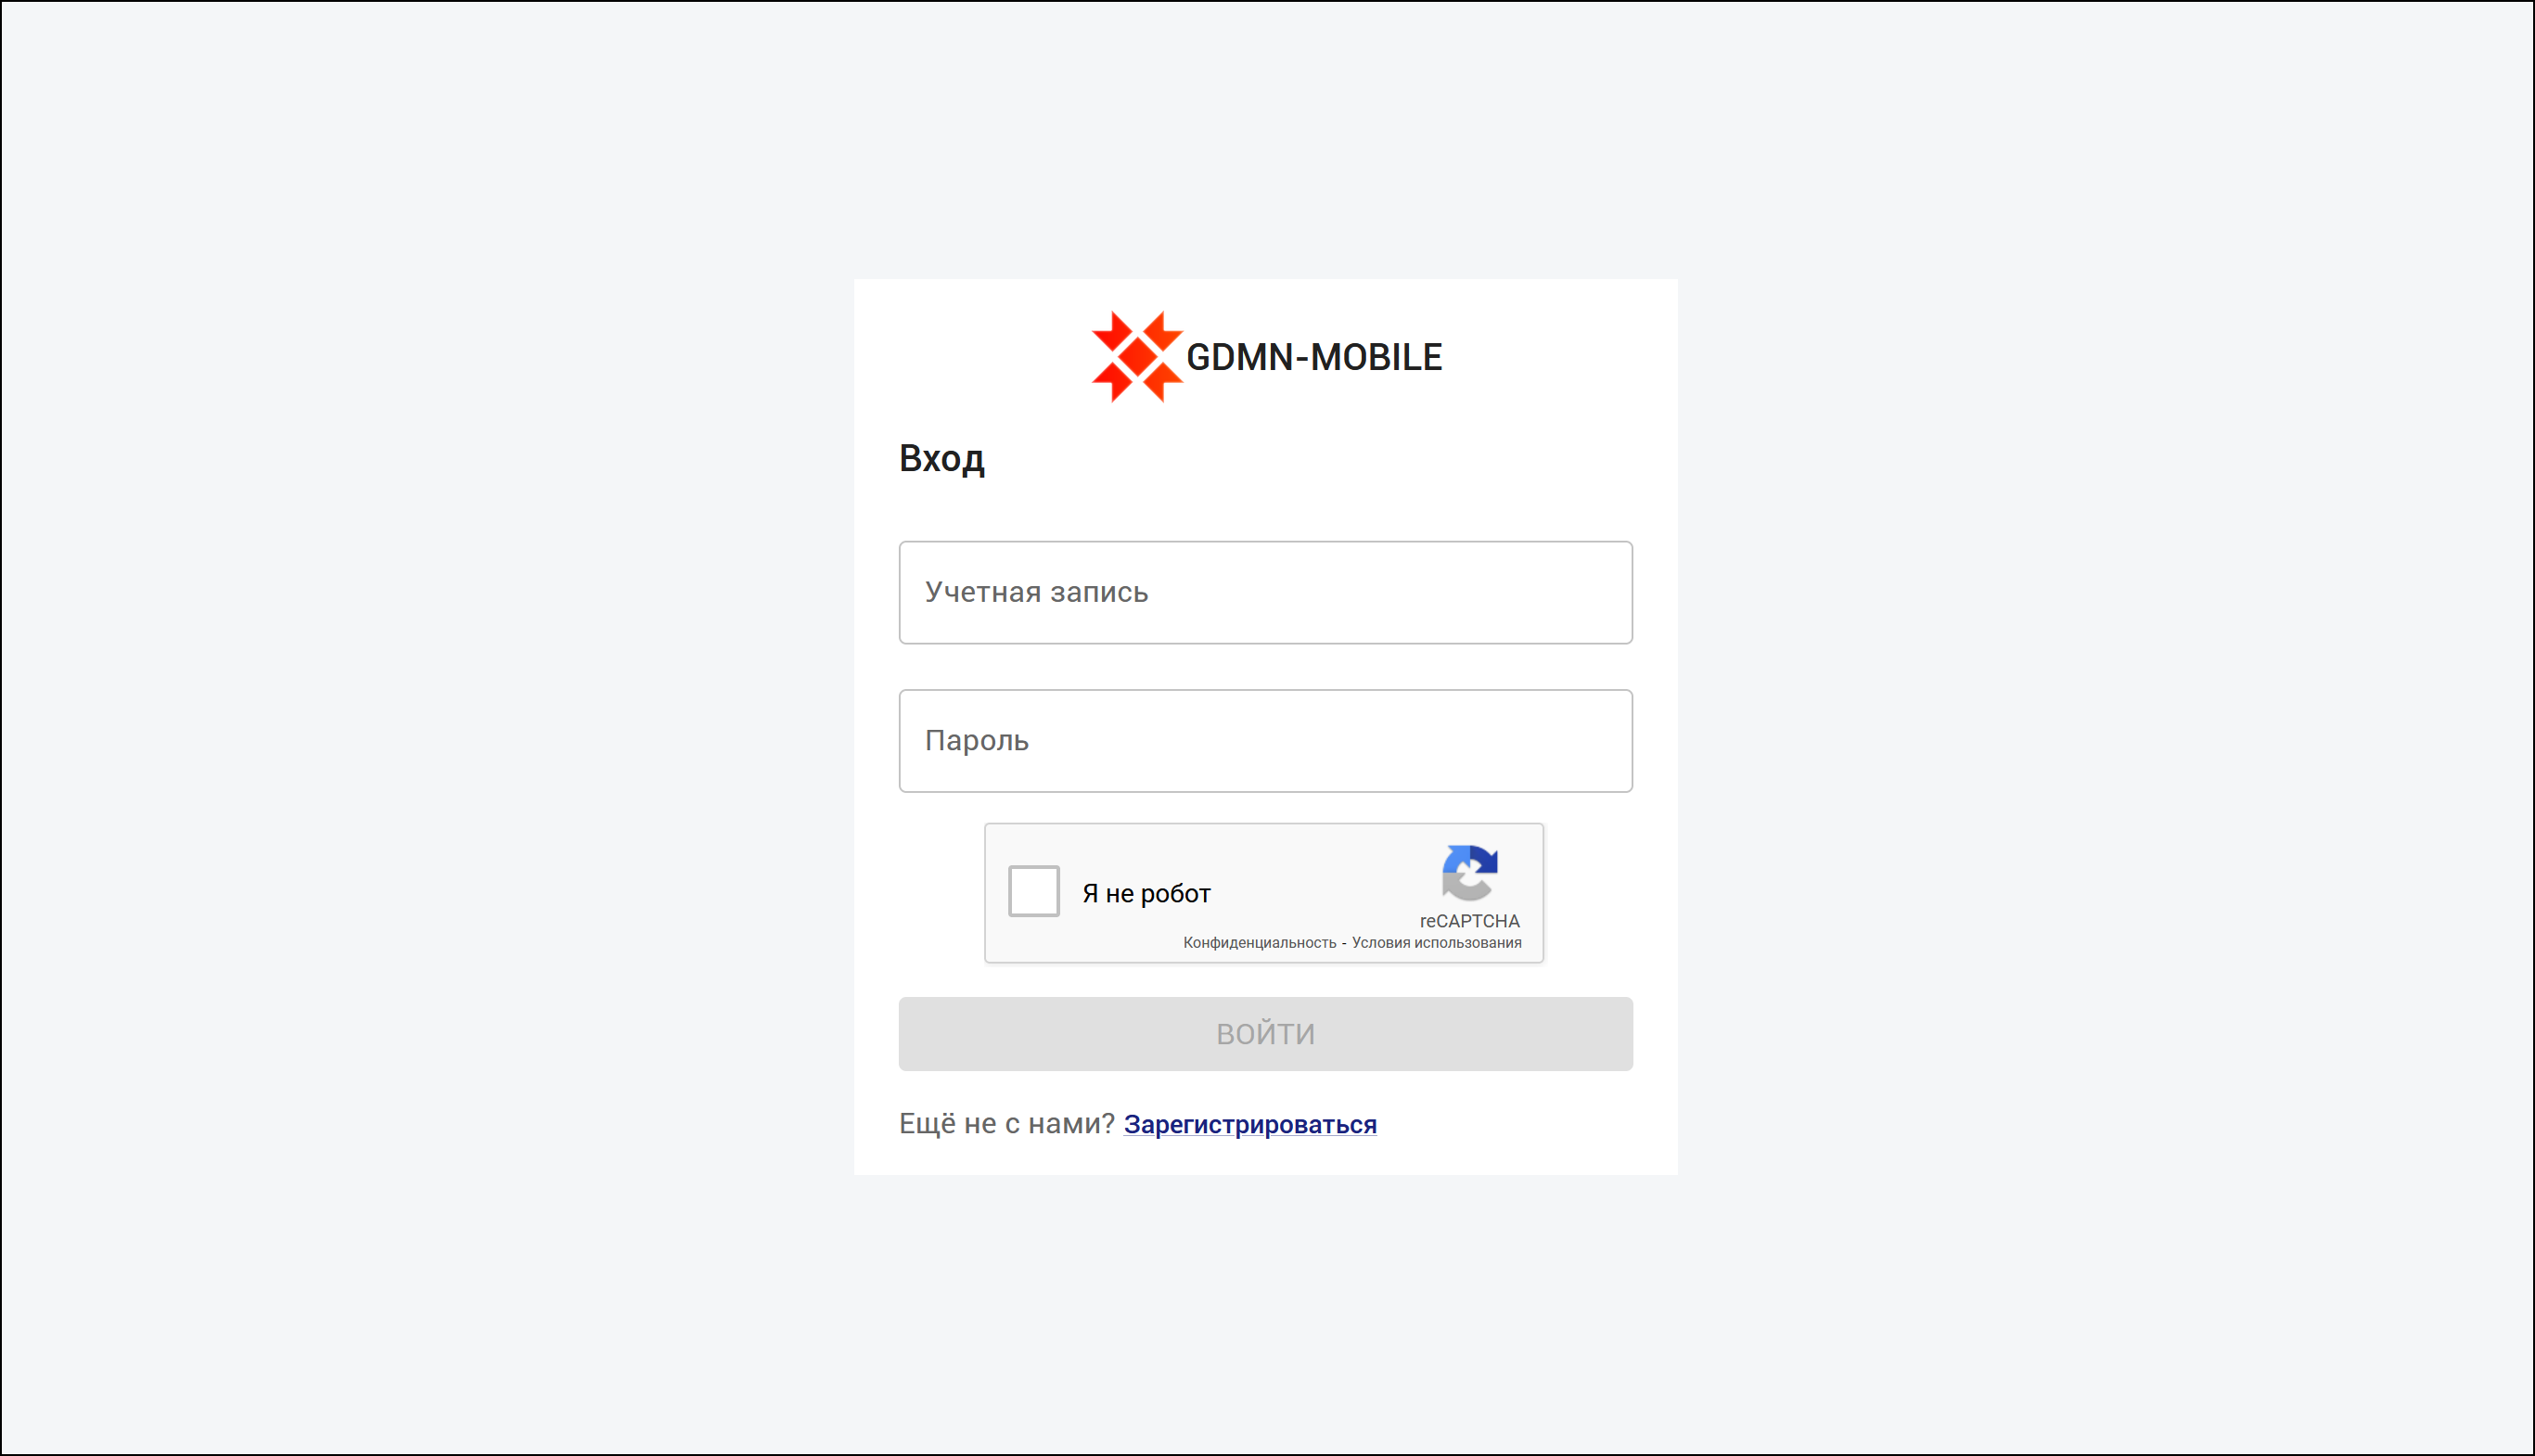 GDMN-MOBILE
Вход
Учетная запись
Пароль
Я не робот
reCAPTCHA
Конфиденциальность - Условия использования
ВОЙТИ
Ещё не с нами? Зарегистрироваться